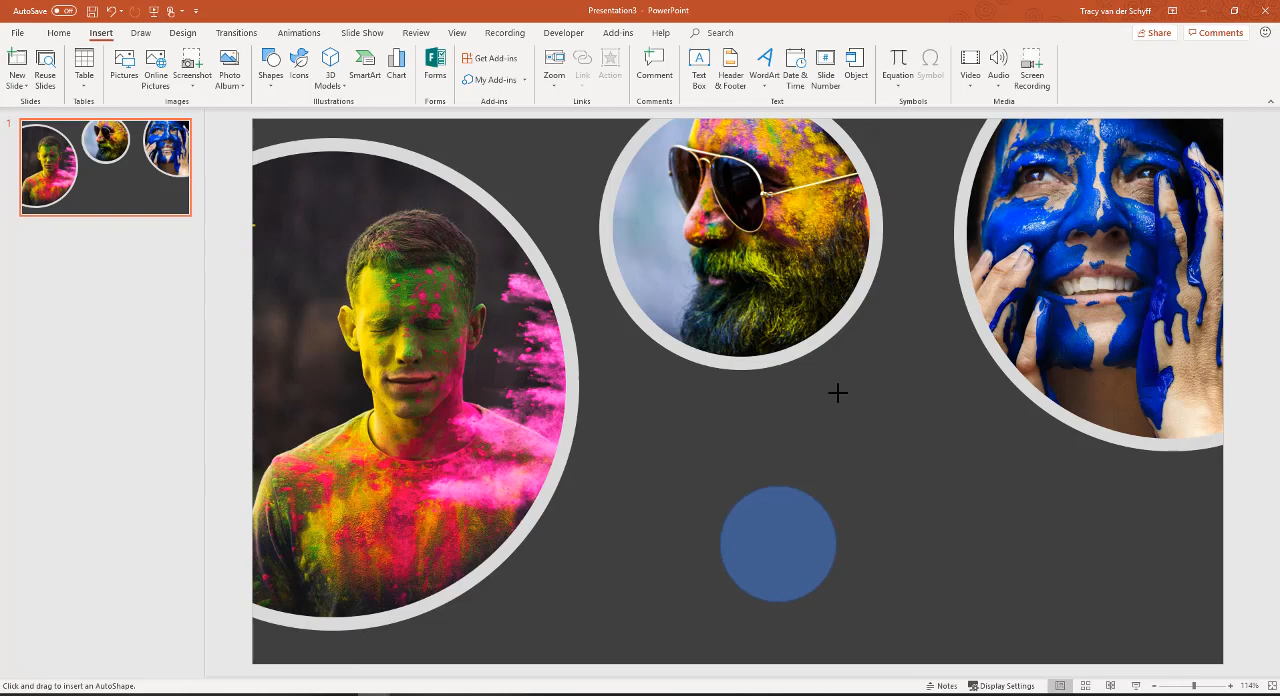 AutoSave Off
Presentation3 - PowerPoint
Tracy van der Schyff
File Home Insert Draw Design Transitions Animations Slide Show Review View Recording Developer Add-ins Help Search
Share Comments
New Slide
Reuse Slides
Table
Pictures
Online Pictures
Screenshot
Photo Album
Shapes
Icons
3D Models
SmartArt
Chart
Forms
Get Add-ins
My Add-ins
Zoom
Link
Action
Comment
Text Box
Header & Footer
WordArt
Date & Time
Slide Number
Object
Equation
Symbol
Video
Audio
Screen Recording
Slides Tables Images Illustrations Forms Add-ins Links Comments Text Symbols Media
1
Click and drag to insert an AutoShape.
Notes Display Settings 114%